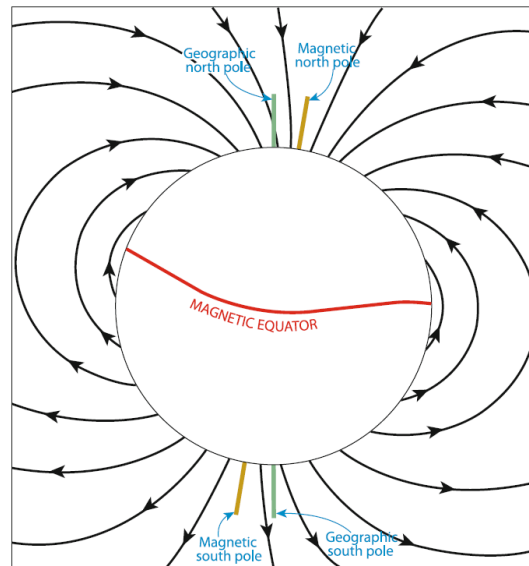 Geographic
north pole
Magnetic
north pole
MAGNETIC EQUATOR
Magnetic
south pole
Geographic
south pole